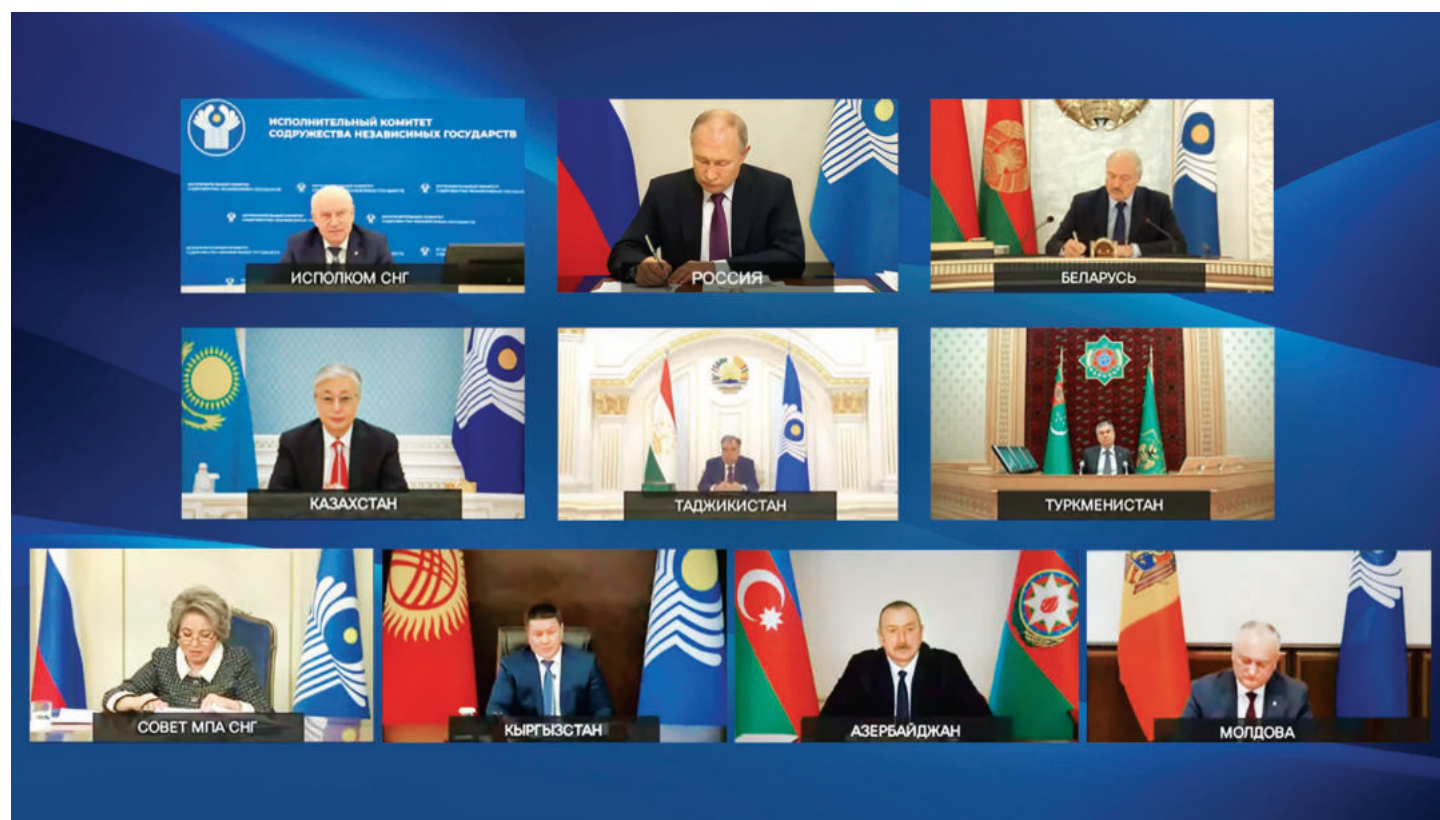 ИСПОЛНИТЕЛЬНЫЙ КОМИТЕТ
СОДРУЖЕСТВА НЕЗАВИСИМЫХ ГОСУДАРСТВ
ИСПОЛКОМ СНГ
РОССИЯ
БЕЛАРУСЬ
КАЗАХСТАН
ТАДЖИКИСТАН
ТУРКМЕНИСТАН
СОВЕТ МПА СНГ
КЫРГЫЗСТАН
АЗЕРБАЙДЖАН
МОЛДОВА